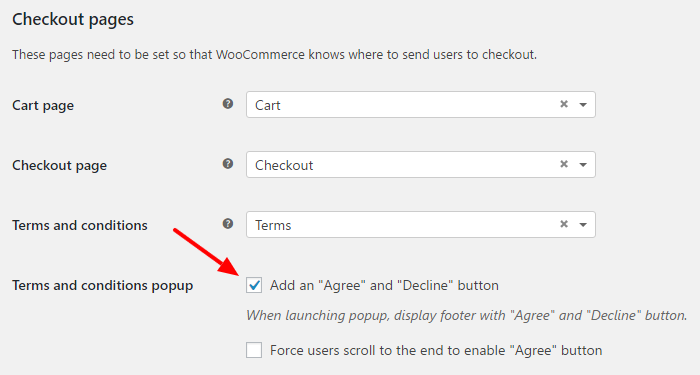 Checkout pages
These pages need to be set so that WooCommerce knows where to send users to checkout.
Cart page
Cart
Checkout page
Checkout
Terms and conditions
Terms
Terms and conditions popup
Add an "Agree" and "Decline" button
When launching popup, display footer with "Agree" and "Decline" button.
Force users scroll to the end to enable "Agree" button